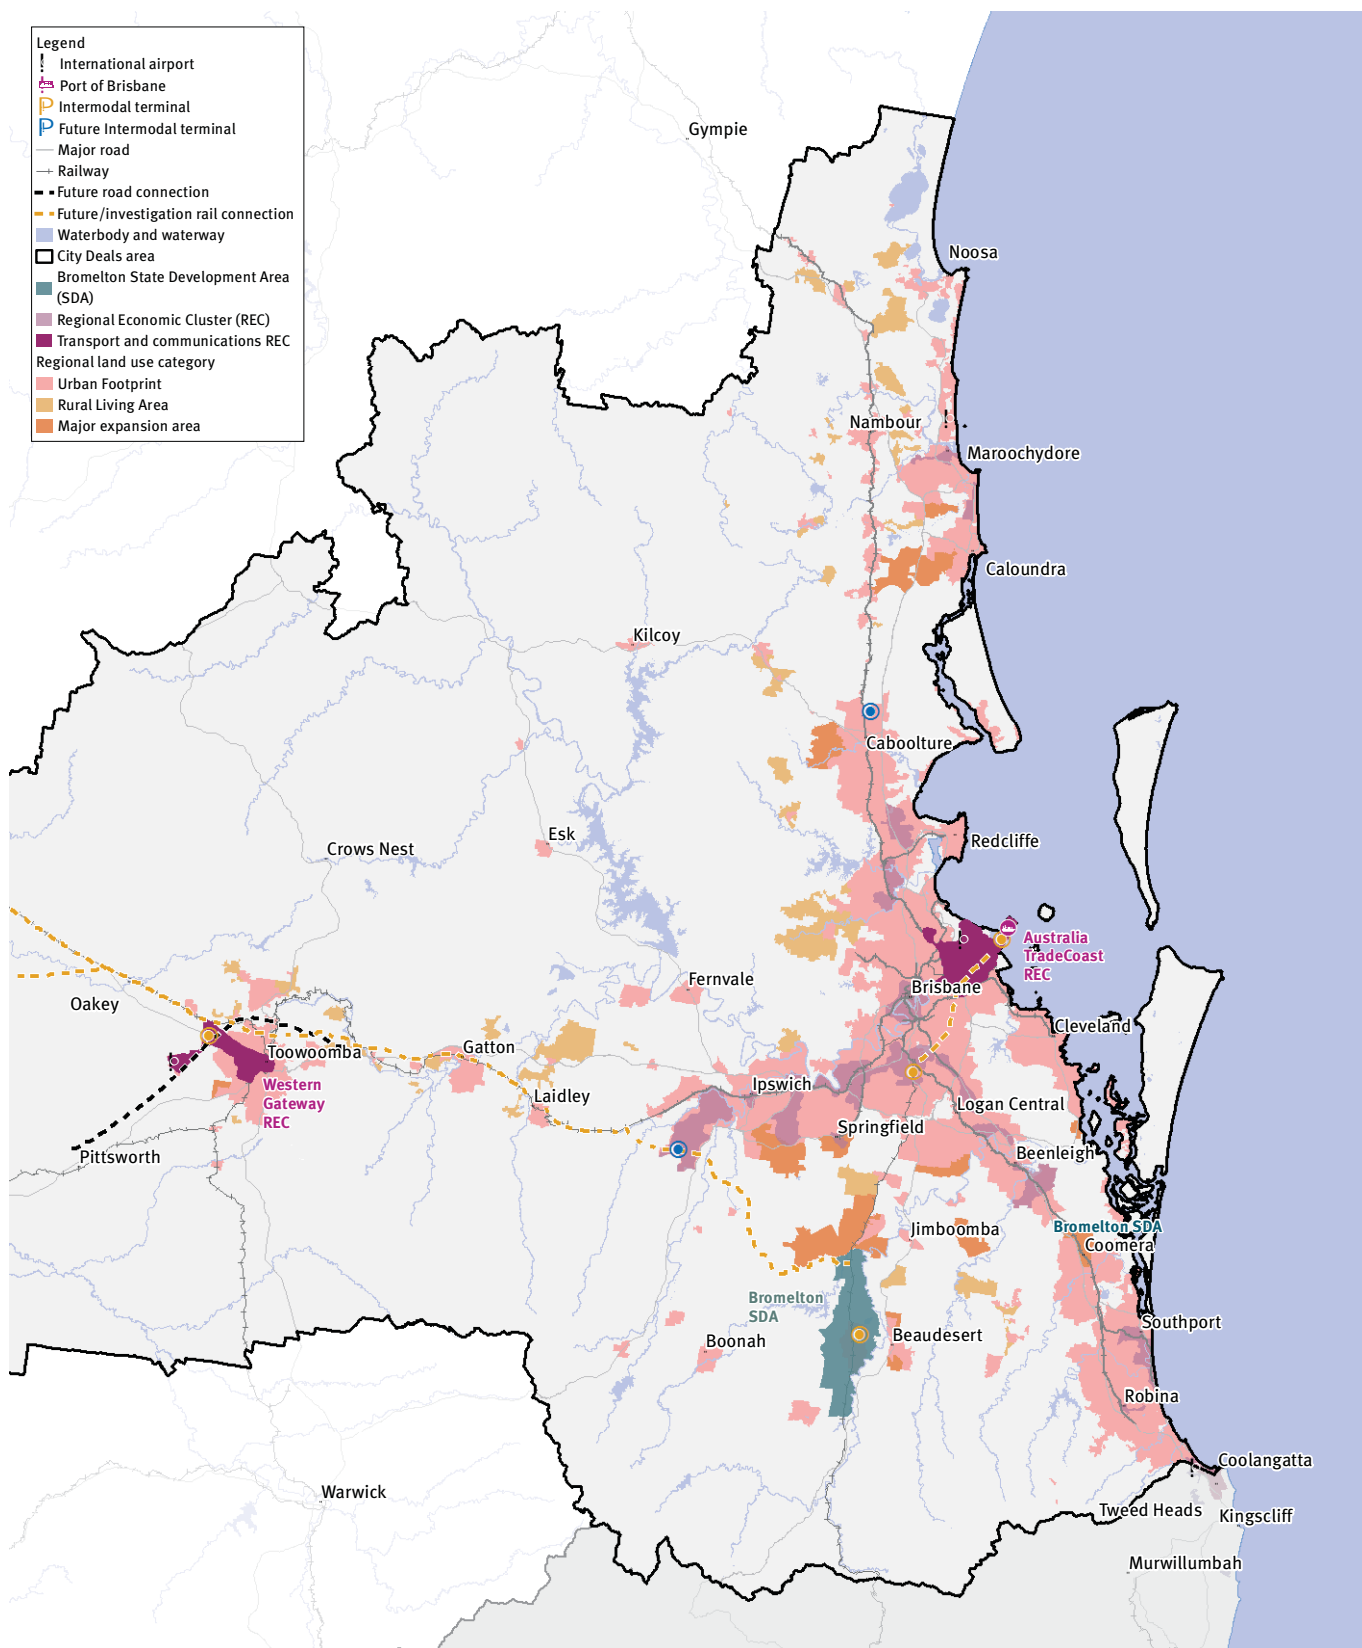 Legend
International airport
Port of Brisbane
Intermodal terminal
Future Intermodal terminal
Major road
Railway
Future road connection
Future/investigation rail connection
Waterbody and waterway
City Deals area
Bromelton State Development Area
(SDA)
Regional Economic Cluster (REC)
Transport and communications REC
Regional land use category
Urban Footprint
Rural Living Area
Major expansion area
Gympie
Noosa
Nambour
Maroochydore
Caloundra
Kilcoy
Caboolture
Esk
Crows Nest
Redcliffe
Australia
TradeCoast
REC
Fernvale
Brisbane
Oakey
Cleveland
Toowoomba
Gatton
Western
Gateway
REC
Ipswich
Laidley
Logan Central
Springfield
Pittsworth
Beenleigh
Bromelton SDA
Jimboomba
Coomera
Bromelton
SDA
Southport
Boonah
Beaudesert
Robina
Coolangatta
Warwick
Tweed Heads
Kingscliff
Murwillumbah